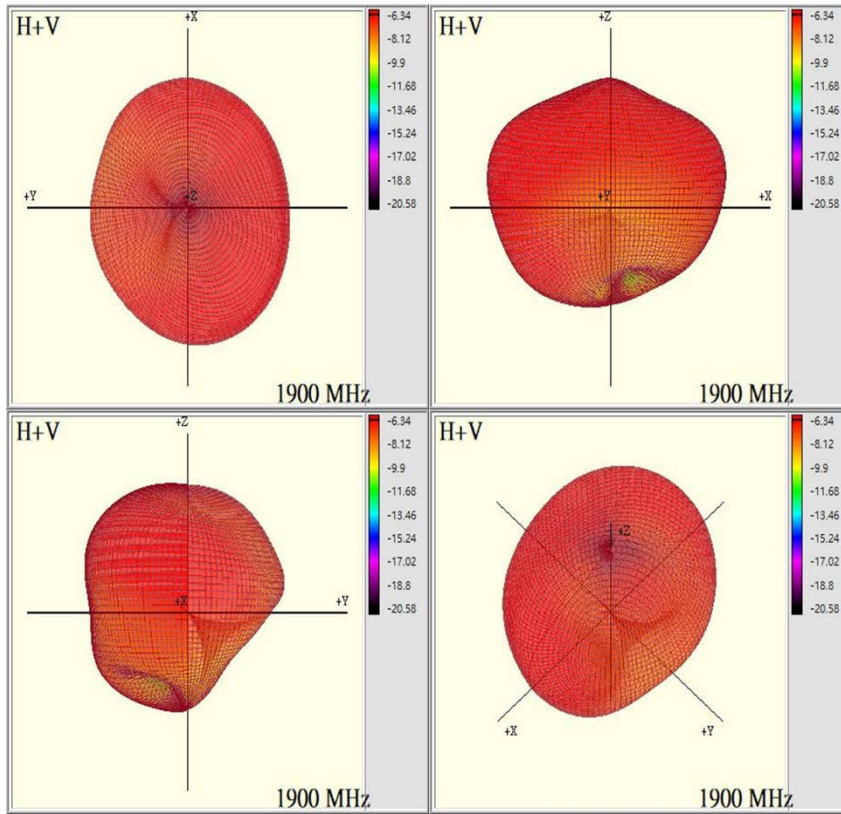 H+V
+X
+Y
+Z
1900 MHz
-6.34
-8.12
-9.9
-11.68
-13.46
-15.24
-17.02
-18.8
-20.58
H+V
+Z
+Y
+X
1900 MHz
-6.34
-8.12
-9.9
-11.68
-13.46
-15.24
-17.02
-18.8
-20.58
H+V
+Z
+X
+Y
1900 MHz
-6.34
-8.12
-9.9
-11.68
-13.46
-15.24
-17.02
-18.8
-20.58
H+V
+Z
+X
+Y
1900 MHz
-6.34
-8.12
-9.9
-11.68
-13.46
-15.24
-17.02
-18.8
-20.58